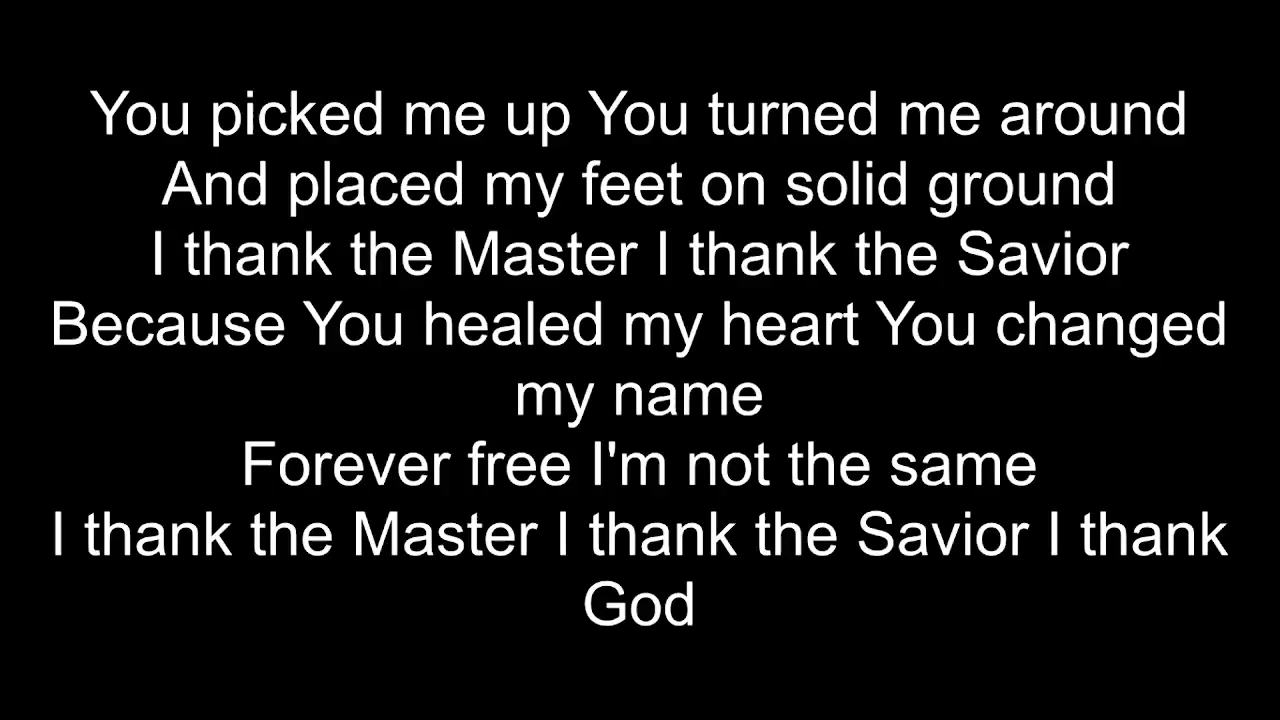 You picked me up You turned me around
And placed my feet on solid ground
I thank the Master I thank the Savior
Because You healed my heart You changed
my name
Forever free I'm not the same
I thank the Master I thank the Savior I thank
God